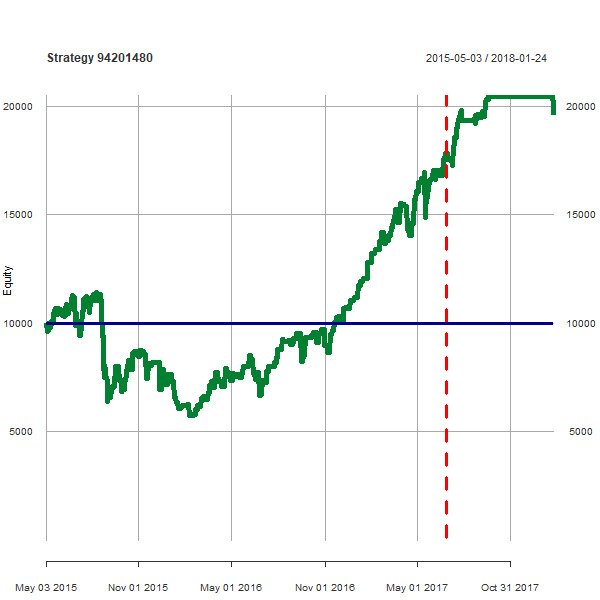 Strategy 94201480
2015-05-03 / 2018-01-24
20000
20000
15000
15000
Equity
10000
10000
5000
5000
May 03 2015
Nov 01 2015
May 01 2016
Nov 01 2016
May 01 2017
Oct 31 2017